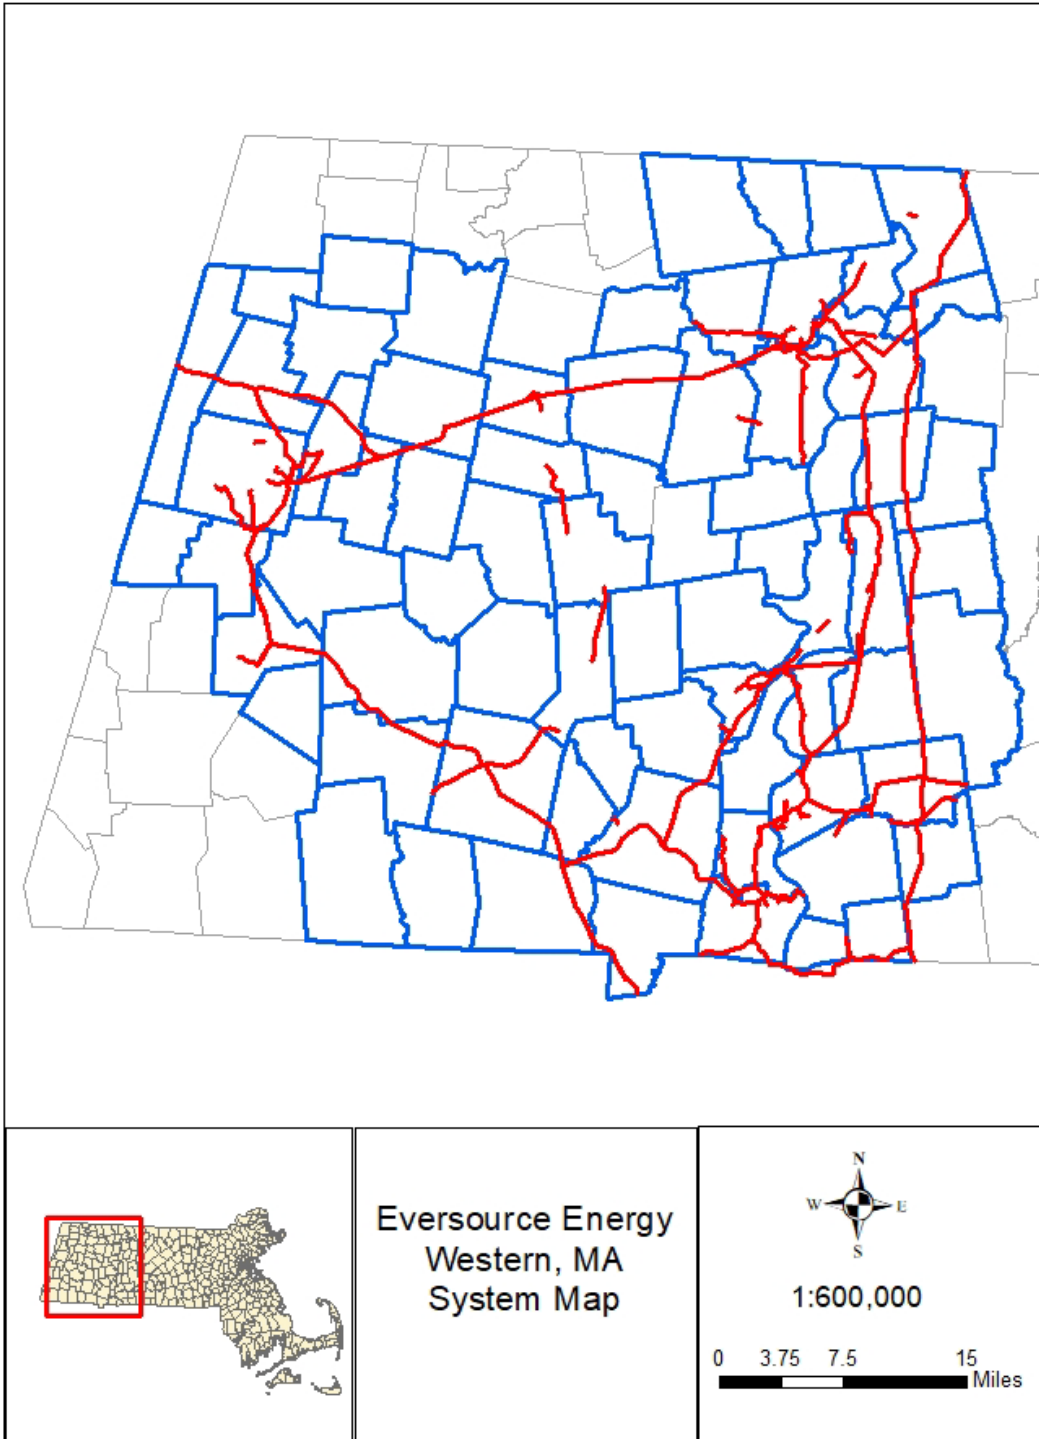 Eversource Energy
Western, MA
System Map
N
W
E
S
1:600,000
0 3.75 7.5 15
Miles